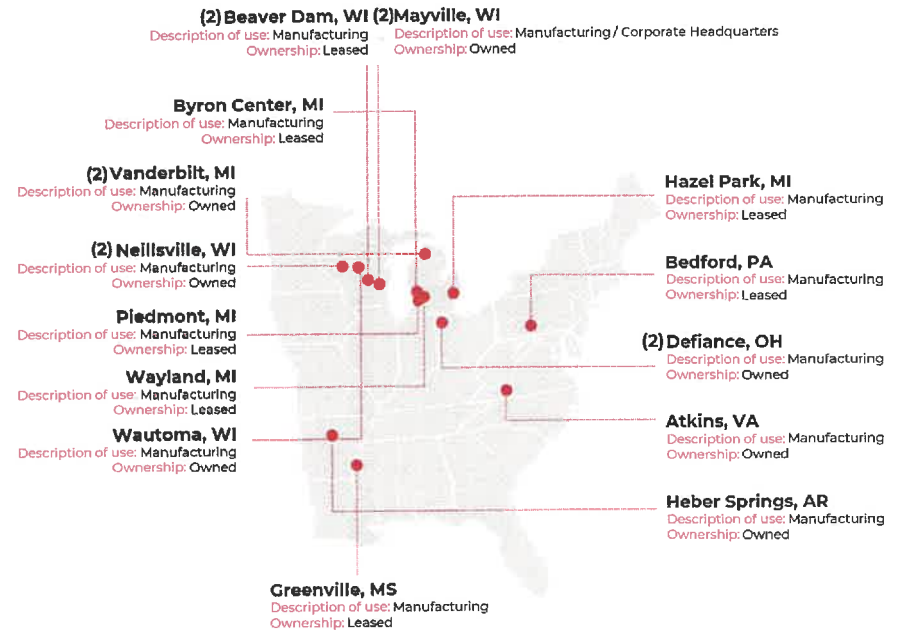 (2) Beaver Dam, WI
Description of use: Manufacturing
Ownership: Leased
(2) Mayville, WI
Description of use: Manufacturing / Corporate Headquarters
Ownership: Owned
Byron Center, MI
Description of use: Manufacturing
Ownership: Leased
(2) Vanderbilt, MI
Description of use: Manufacturing
Ownership: Owned
(2) Neillsville, WI
Description of use: Manufacturing
Ownership: Owned
Piedmont, MI
Description of use: Manufacturing
Ownership: Leased
Wayland, MI
Description of use: Manufacturing
Ownership: Leased
Wautoma, WI
Description of use: Manufacturing
Ownership: Owned
Hazel Park, MI
Description of use: Manufacturing
Ownership: Leased
Bedford, PA
Description of use: Manufacturing
Ownership: Leased
(2) Defiance, OH
Description of use: Manufacturing
Ownership: Owned
Atkins, VA
Description of use: Manufacturing
Ownership: Owned
Heber Springs, AR
Description of use: Manufacturing
Ownership: Owned
Greenville, MS
Description of use: Manufacturing
Ownership: Leased